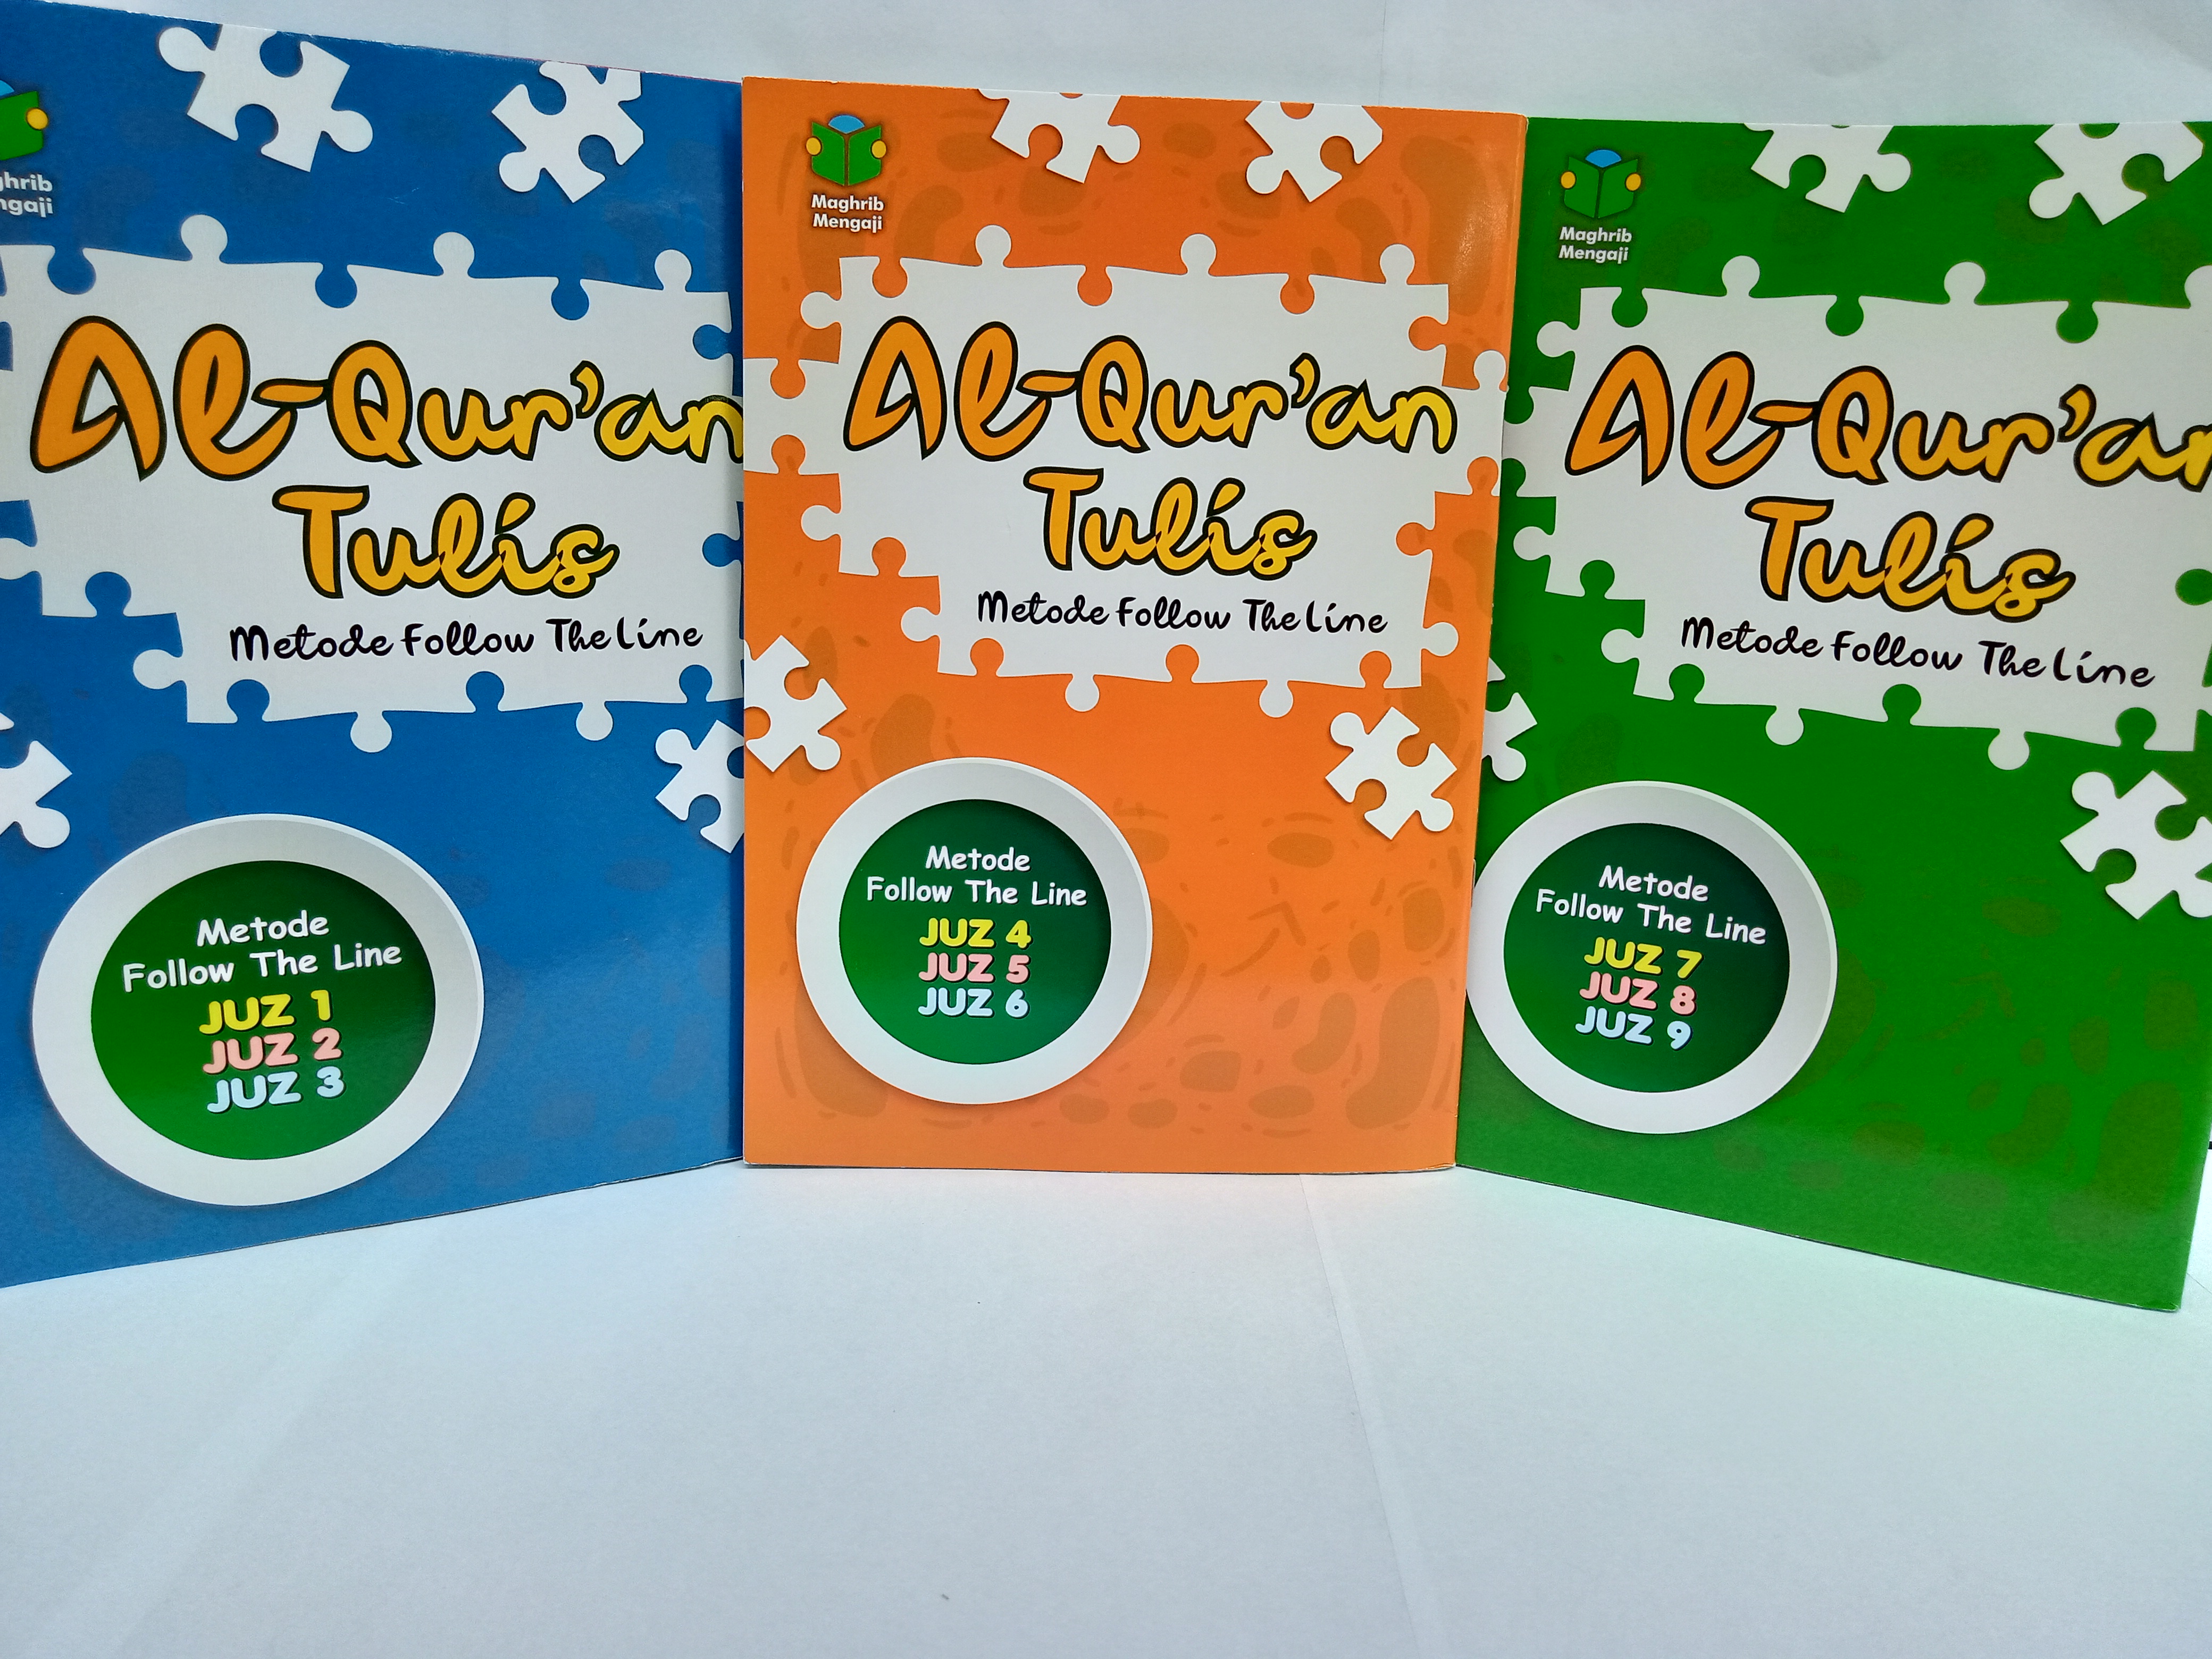 Al-Qur'an
Tulis
Metode Follow The Line
Metode
Follow The Line
JUZ 1
JUZ 2
JUZ 3
Maghrib
Mengaji
Al-Qur'an
Tulis
Metode Follow The Line
Metode
Follow The Line
JUZ 4
JUZ 5
JUZ 6
Maghrib
Mengaji
Al-Qur'an
Tulis
Metode Follow The Line
Metode
Follow The Line
JUZ 7
JUZ 8
JUZ 9